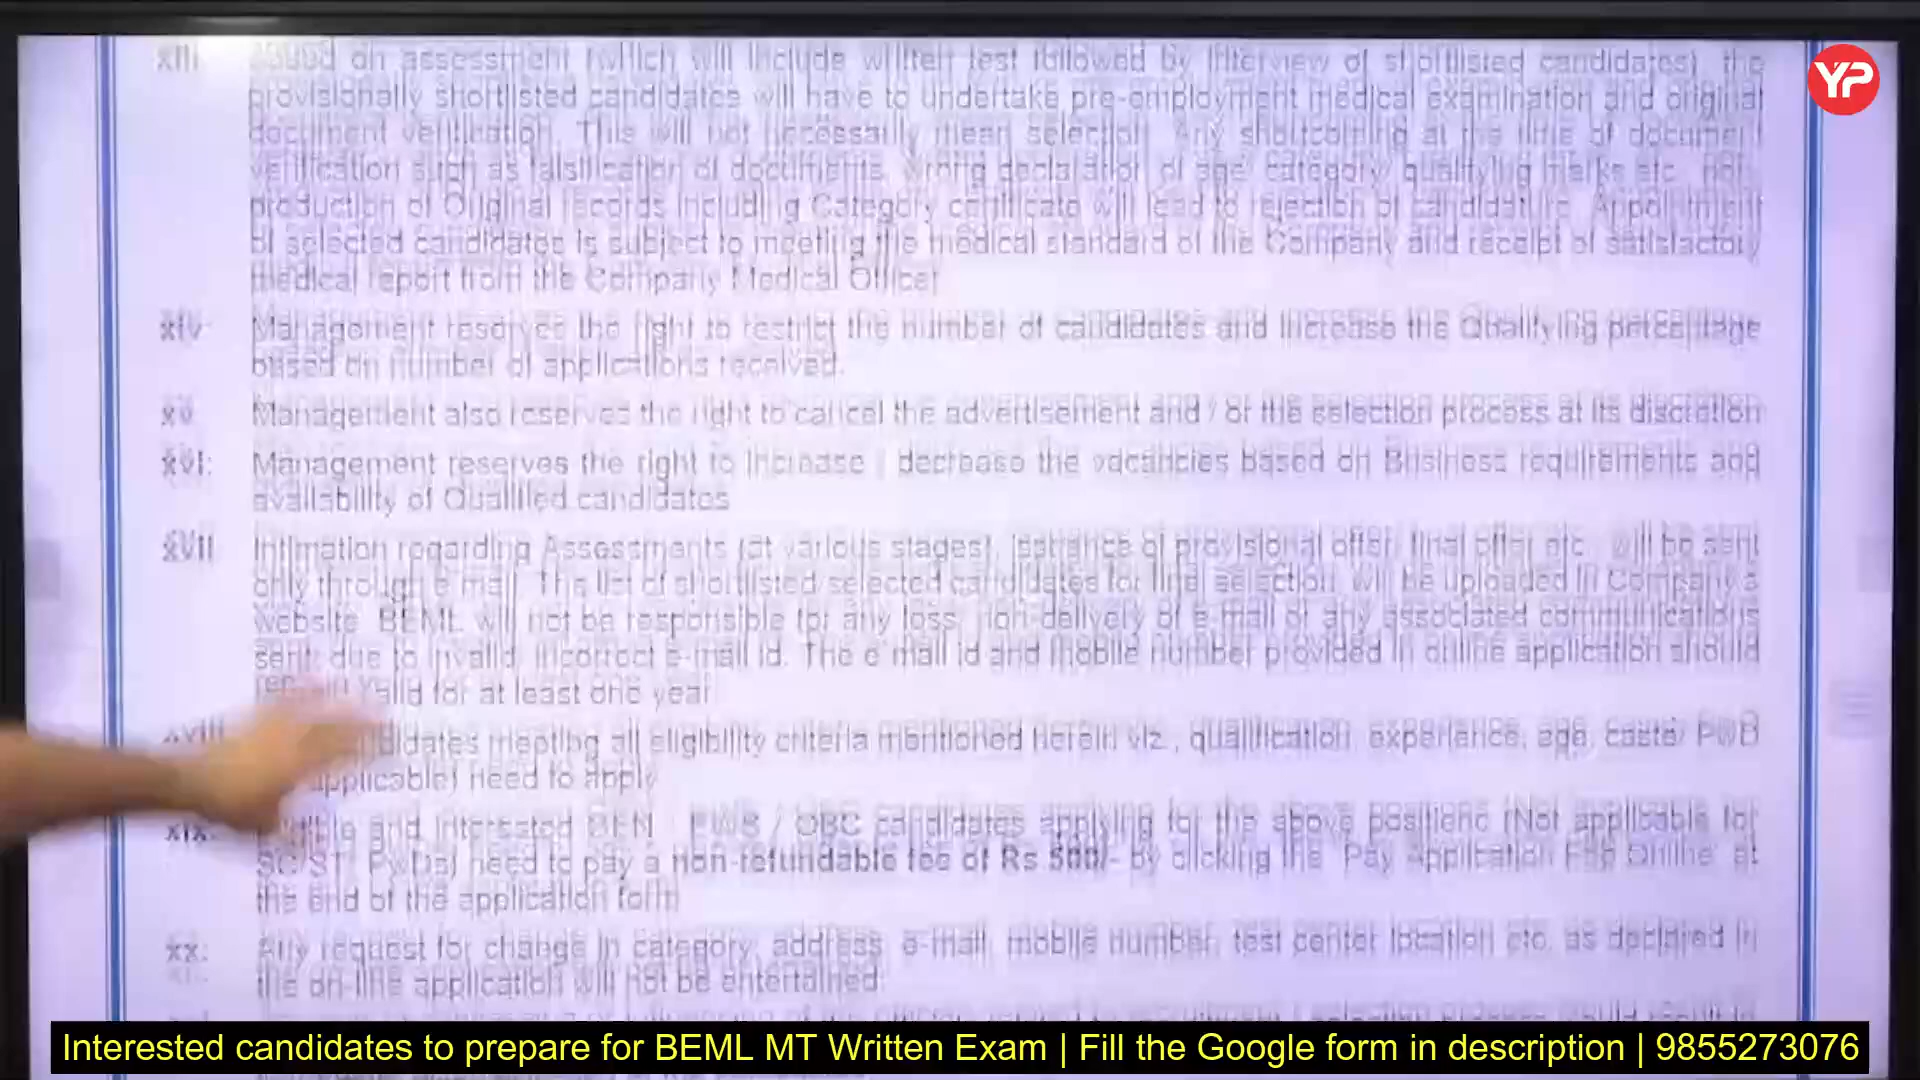 YP
xiii based on assessment (which will include written test followed by interview of shortlisted candidates), the
provisionally shortlisted candidates will have to undertake pre-employment medical examination and original
document verification. This will not necessarily mean selection. Any shortcoming at the time of document
verification such as falsification of documents, wrong declaration of age/ category/ qualifying marks etc., non-
production of Original records including Category certificate will lead to rejection of candidature. Appointment
of selected candidates is subject to meeting the medical standard of the Company and receipt of satisfactory
medical report from the Company Medical Officer
xiv: Management reserves the right to restrict the number of candidates and increase the Qualifying percentage
based on number of applications received.
xv Management also reserves the right to cancel the advertisement and / or the selection process at its discretion
xvi: Management reserves the right to increase / decrease the vacancies based on Business requirements and
availability of Qualified candidates
xvii Intimation regarding Assessments (at various stages), issuance of provisional offer, final offer etc., will be sent
only through e-mail. The list of shortlisted/selected candidates for final selection, will be uploaded in Company's
website. BEML will not be responsible for any loss, non-delivery of e-mail or any associated communications
sent, due to invalid/ incorrect e-mail id. The e-mail id and mobile number provided in online application should
valid for at least one year
xviii meeting all eligibility criteria mentioned herein viz., qualification, experience, age, caste/ PwD
applicable) need to apply
xix: and interested GEN / EWS / OBC candidates applying for the above positions (Not applicable for
SC/ST/ PwDs) need to pay a non-refundable fee of Rs 500/- by clicking the 'Pay Application Fee Online' at
the end of the application form
xx: Any request for change in category, address, e-mail, mobile number, test center location etc. as declared in
the on-line application will not be entertained.
Interested candidates to prepare for BEML MT Written Exam | Fill the Google form in description | 9855273076